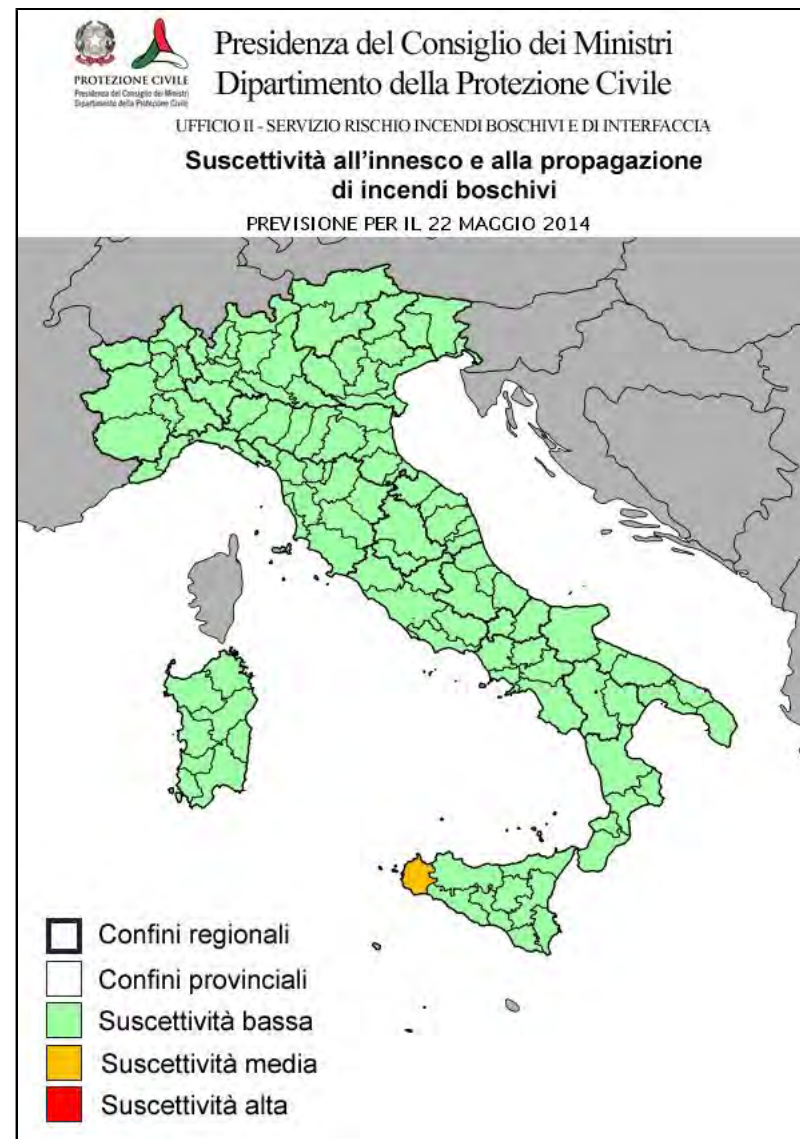 Presidenza del Consiglio dei Ministri
Dipartimento della Protezione Civile
PROTEZIONE CIVILE
Presidenza del Consiglio dei Ministri
Dipartimento della Protezione Civile
UFFICIO II - SERVIZIO RISCHIO INCENDI BOSCHIVI E DI INTERFACCIA
Suscettività all'innesco e alla propagazione
di incendi boschivi
PREVISIONE PER IL 22 MAGGIO 2014
Confini regionali
Confini provinciali
Suscettività bassa
Suscettività media
Suscettività alta